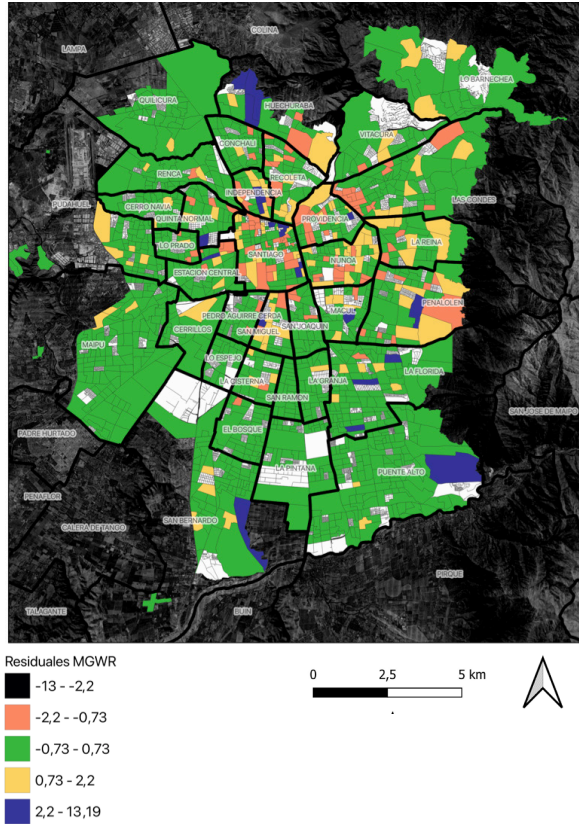 COLINA
LAMPA
LO BARNECHEA
QUILICURA
HUECHURABA
VITACURA
CONCHALI
RENCA
RECOLETA
INDEPENDENCIA
LAS CONDES
PUDAHUEL
CERRO NAVIA
QUINTA NORMAL
PROVIDENCIA
LO PRADO
LA REINA
SANTIAGO
NUNOA
ESTACION CENTRAL
PENALOLEN
MACUL
PEDRO AGUIRRE CERDA
CERRILLOS
SAN JOAQUIN
SAN MIGUEL
MAIPU
LO ESPEJO
LA FLORIDA
LA CISTERNA
LA GRANJA
SAN RAMON
SAN JOSE DE MAIPO
EL BOSQUE
PADRE HURTADO
LA PINTANA
PUENTE ALTO
PENAFLOR
SAN BERNARDO
CALERA DE TANGO
PIRQUE
TALAGANTE
BUIN
Residuales MGWR
-13 - -2,2
-2,2 - -0,73
-0,73 - 0,73
0,73 - 2,2
2,2 - 13,19
0 2,5 5 km